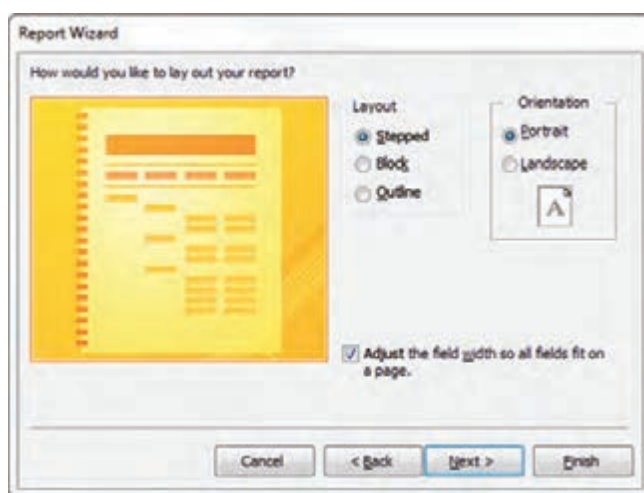 Report Wizard
How would you like to lay out your report?
Layout
Stepped
Block
Outline
Orientation
Portrait
Landscape
A
Adjust the field width so all fields fit on
a page.
Cancel
< Back
Next >
Finish